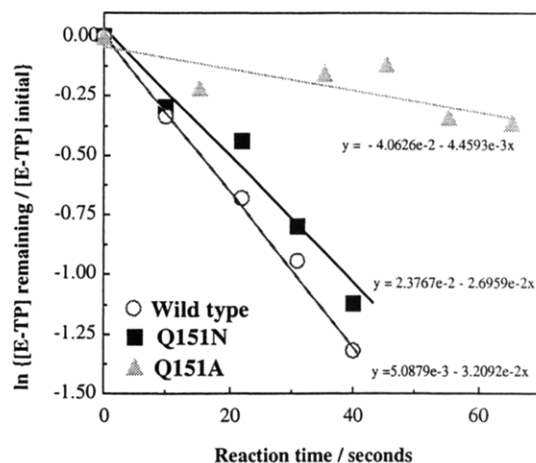 ln {[E-TP] remaining / [E-TP] initial}
0.00
-0.25
-0.50
-0.75
-1.00
-1.25
-1.50
y = - 4.0626e-2 - 4.4593e-3x
y = 2.3767e-2 - 2.6959e-2x
y =5.0879e-3 - 3.2092e-2x
Wild type
Q151N
Q151A
0 20 40 60
Reaction time / seconds